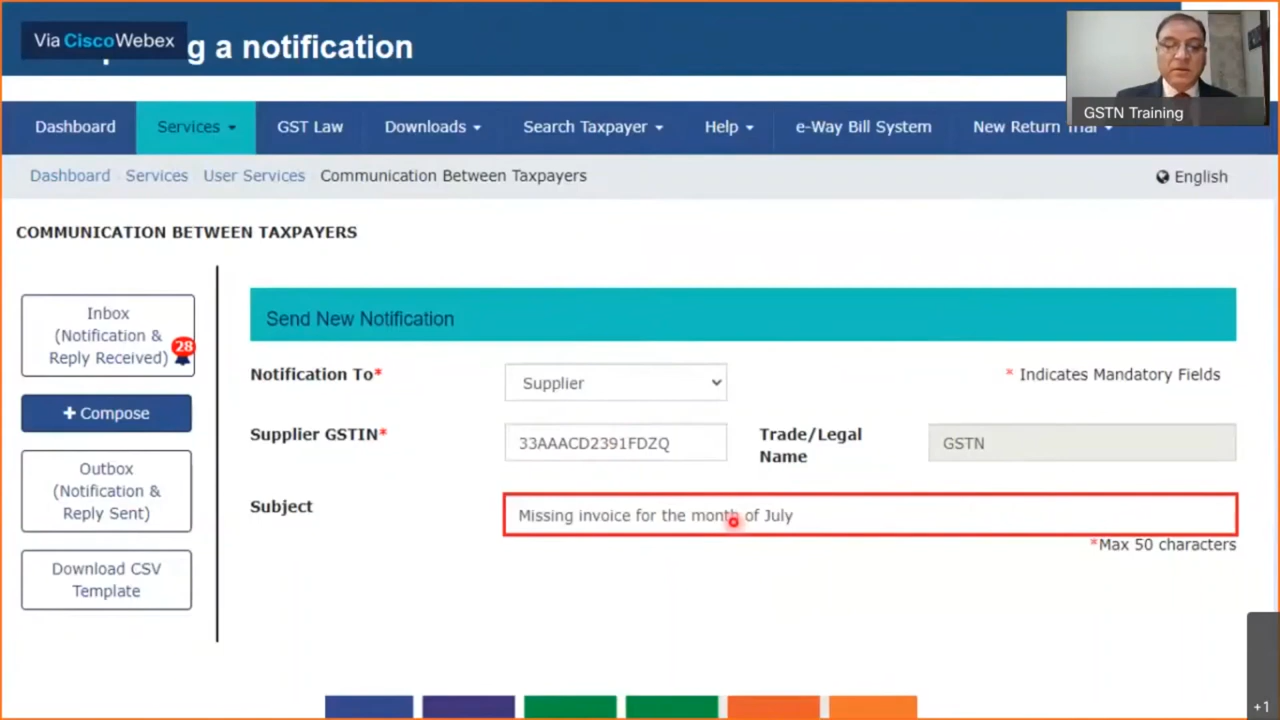 Via CiscoWebex
g a notification
GSTN Training
Dashboard Services GST Law Downloads Search Taxpayer Help e-Way Bill System New Return Trial
Dashboard Services User Services Communication Between Taxpayers English
COMMUNICATION BETWEEN TAXPAYERS
Inbox
(Notification &
Reply Received)
28
+ Compose
Outbox
(Notification &
Reply Sent)
Download CSV
Template
Send New Notification
Notification To* Supplier * Indicates Mandatory Fields
Supplier GSTIN* 33AAACD2391FDZQ Trade/Legal
Name GSTN
Subject Missing invoice for the month of July
*Max 50 characters
+1